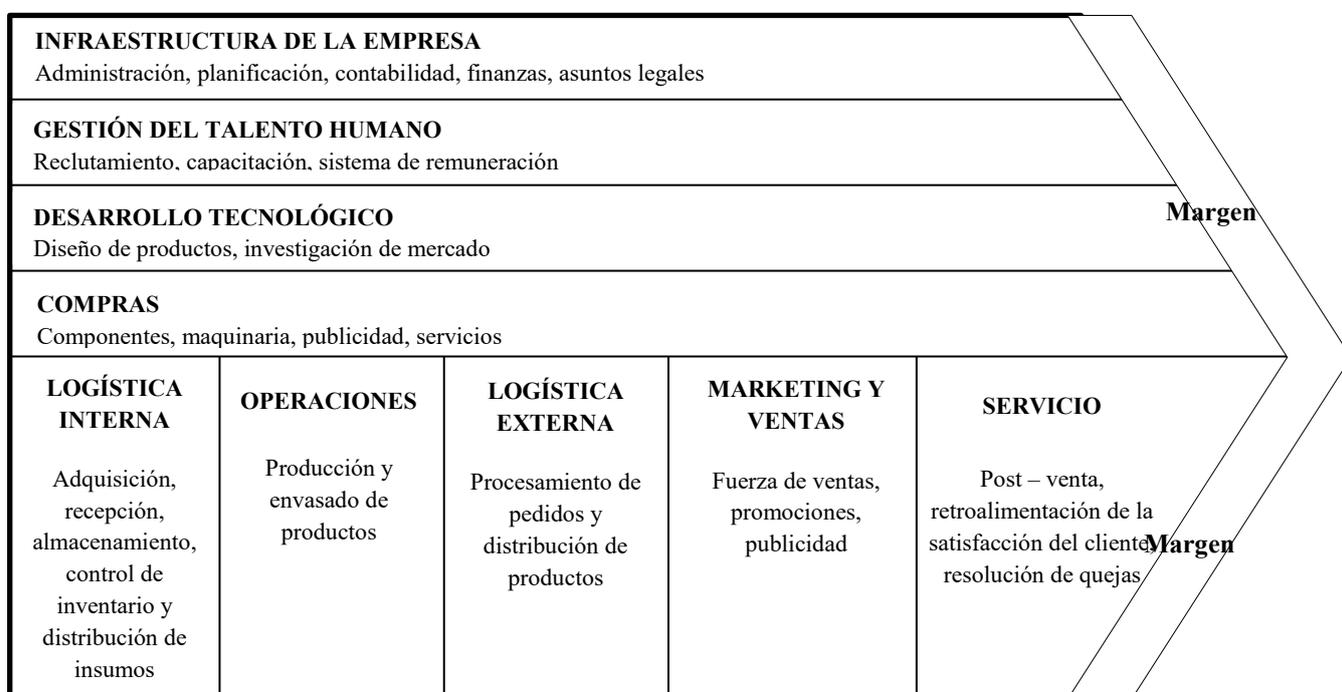 INFRAESTRUCTURA DE LA EMPRESA
Administración, planificación, contabilidad, finanzas, asuntos legales
GESTIÓN DEL TALENTO HUMANO
Reclutamiento, capacitación, sistema de remuneración
DESARROLLO TECNOLÓGICO
Diseño de productos, investigación de mercado
Margen
COMPRAS
Componentes, maquinaria, publicidad, servicios
LOGÍSTICA
INTERNA
Adquisición,
recepción,
almacenamiento,
control de
inventario y
distribución de
insumos
OPERACIONES
Producción y
envasado de
productos
LOGÍSTICA
EXTERNA
Procesamiento de
pedidos y
distribución de
productos
MARKETING Y
VENTAS
Fuerza de ventas,
promociones,
publicidad
SERVICIO
Post – venta,
retroalimentación de la
satisfacción del cliente,
resolución de quejas
Margen